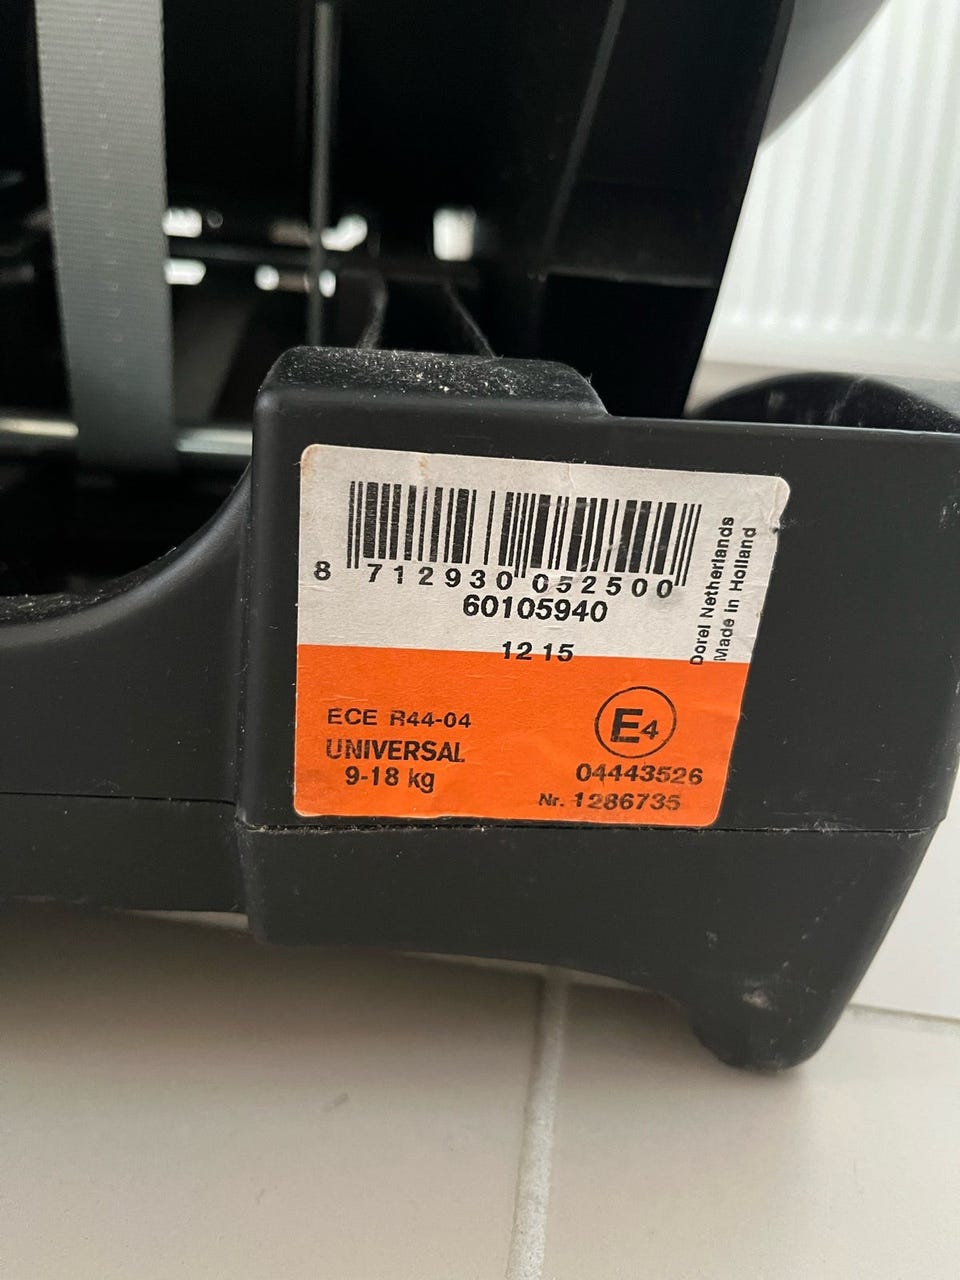 8 712930 052500
60105940
12 15
Dorel Netherlands
Made in Holland
ECE R44-04
UNIVERSAL
9-18 kg
E4
04443526
Nr. 1286735